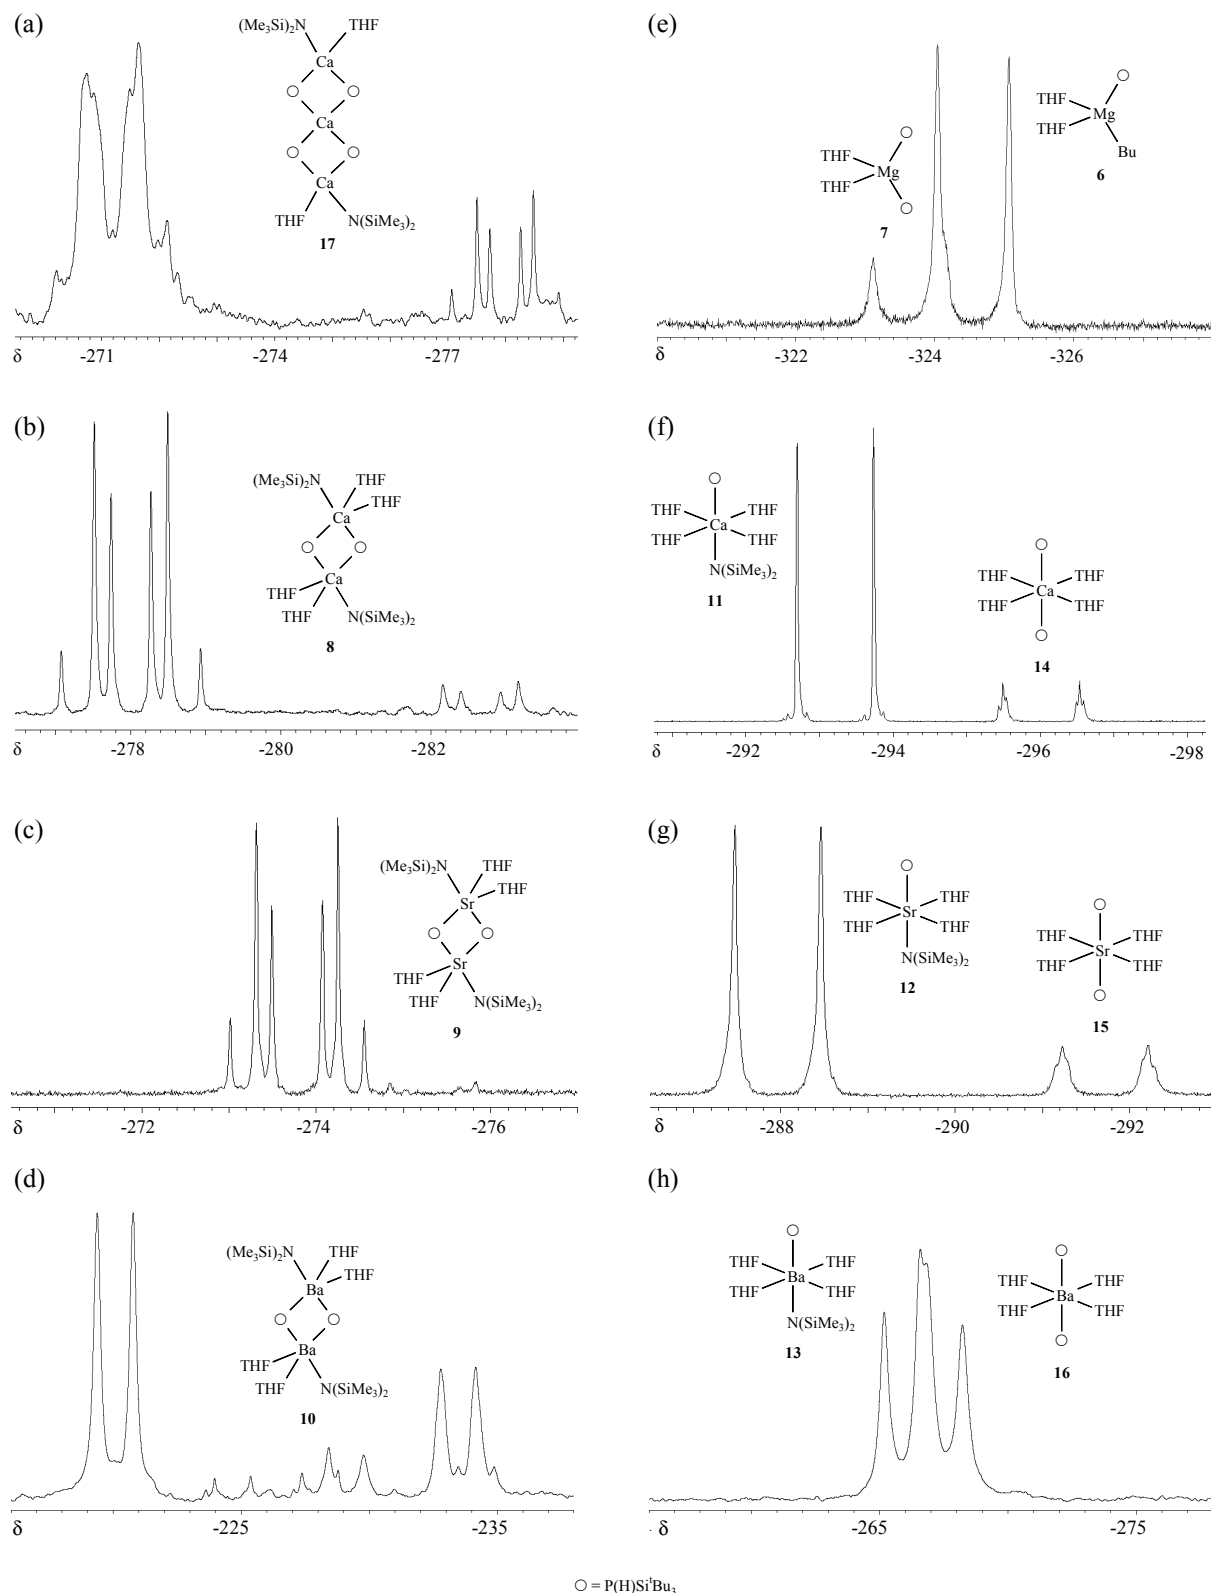 (a)
(Me₃Si)₂N THF
Ca
Ca
Ca
THF N(SiMe₃)₂
17
δ -271 -274 -277
(b)
(Me₃Si)₂N THF
THF
Ca
Ca
THF
THF N(SiMe₃)₂
8
δ -278 -280 -282
(c)
(Me₃Si)₂N THF
THF
Sr
Sr
THF
THF N(SiMe₃)₂
9
δ -272 -274 -276
(d)
(Me₃Si)₂N THF
THF
Ba
Ba
THF
THF N(SiMe₃)₂
10
δ -225 -235
(e)
THF
THF Mg
7
THF
THF Mg
Bu
6
δ -322 -324 -326
(f)
THF THF
Ca
THF THF
N(SiMe₃)₂
11
THF THF
Ca
THF THF
14
δ -292 -294 -296 -298
(g)
THF THF
Sr
THF THF
N(SiMe₃)₂
12
THF THF
Sr
THF THF
15
δ -288 -290 -292
(h)
THF THF
Ba
THF THF
N(SiMe₃)₂
13
THF THF
Ba
THF THF
16
δ -265 -275
○ = P(H)SiᵗBu₃